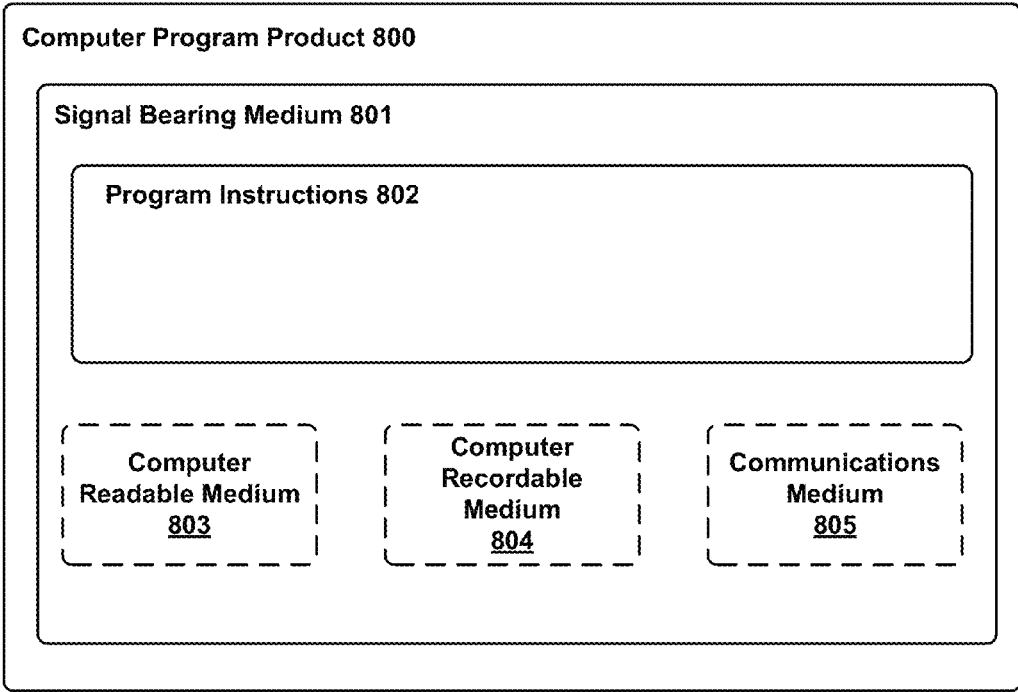 Computer Program Product 800
Signal Bearing Medium 801
Program Instructions 802
Computer
Readable Medium
803
Computer
Recordable
Medium
804
Communications
Medium
805